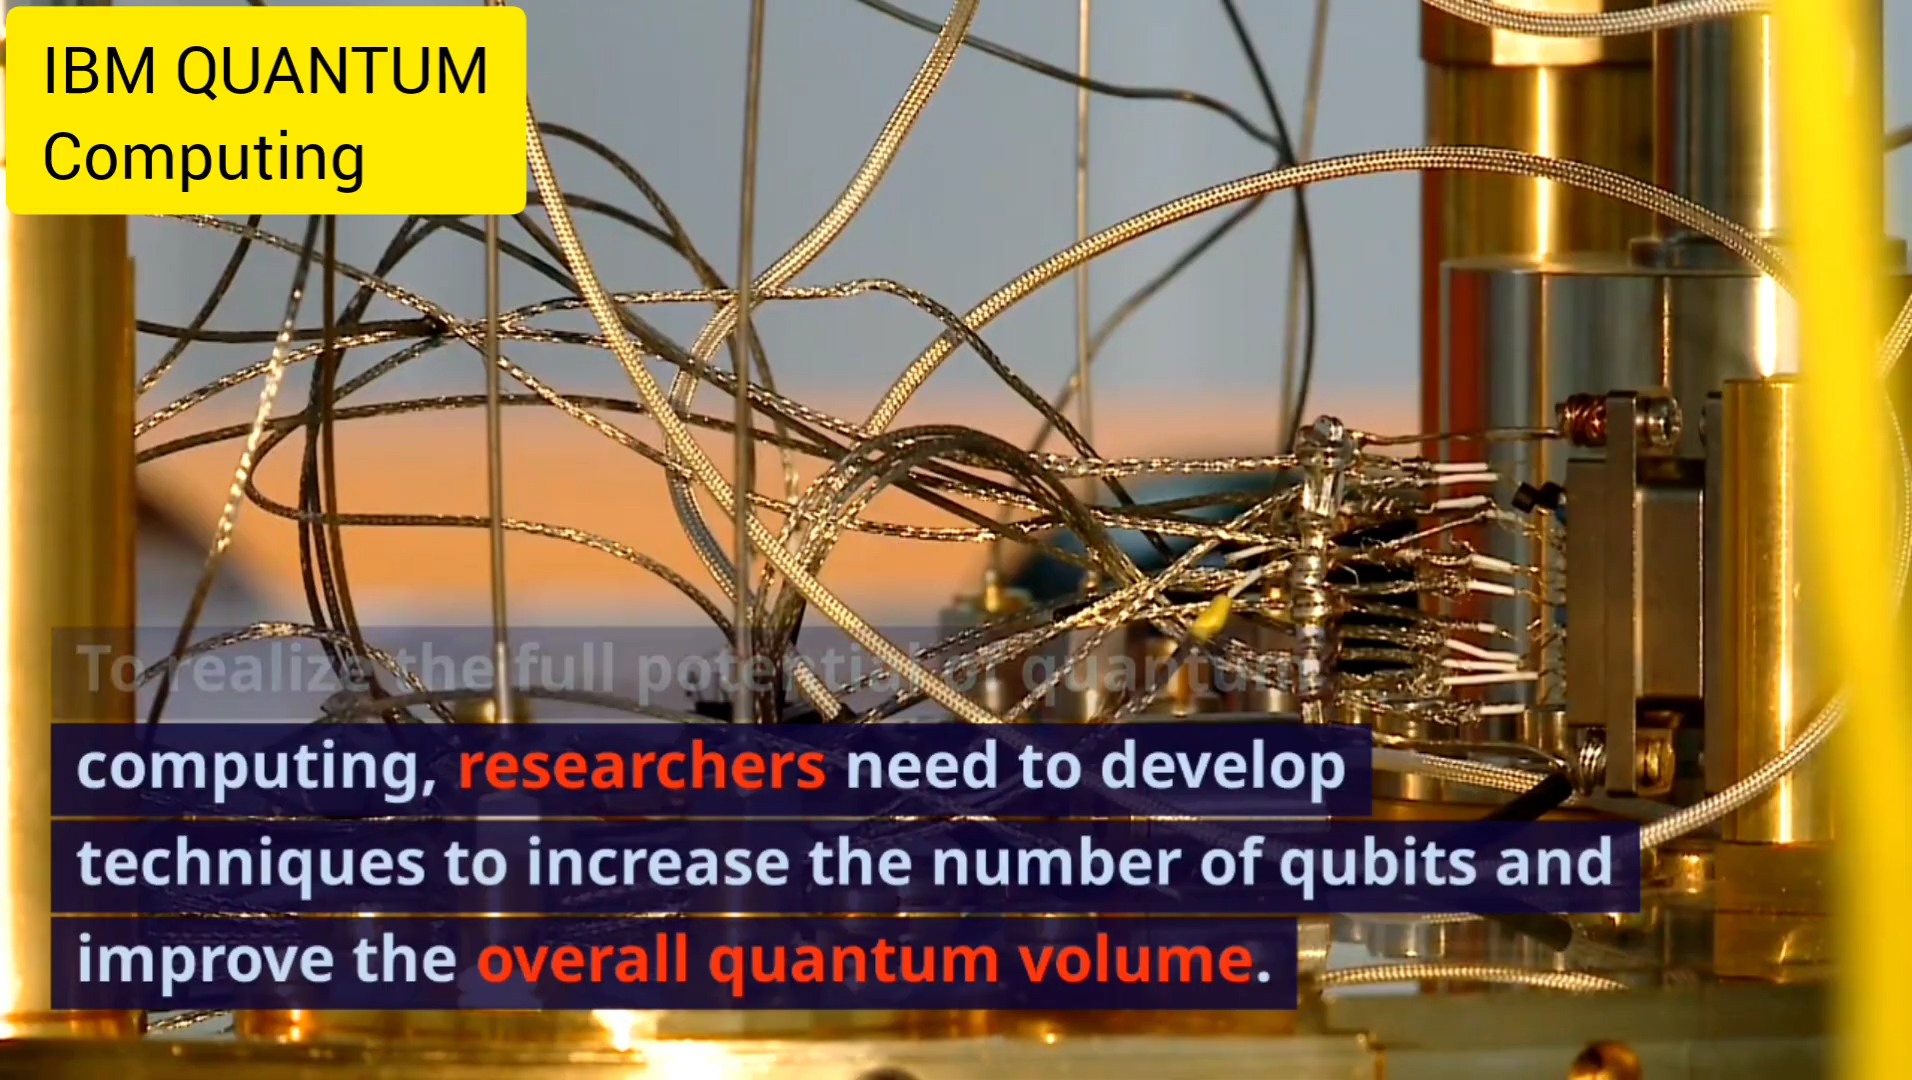 IBM QUANTUM
Computing
To realize the full potential of quantum
computing, researchers need to develop
techniques to increase the number of qubits and
improve the overall quantum volume.